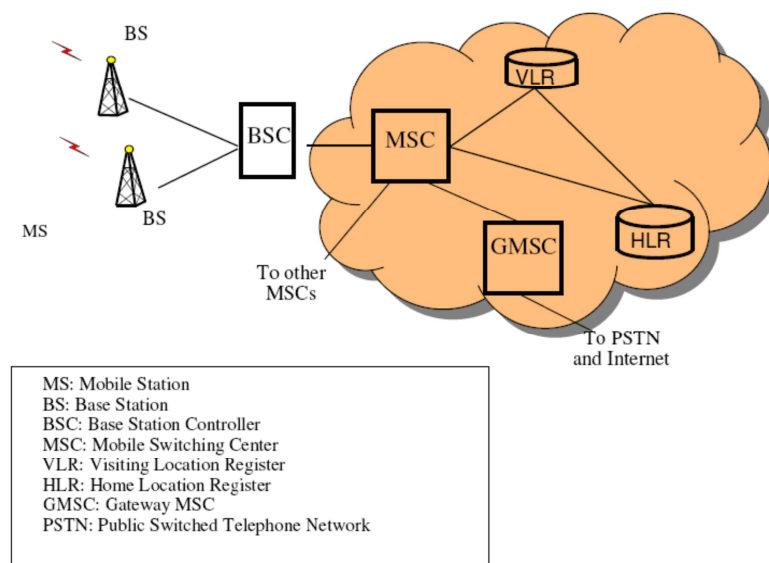 BS
VLR
BSC
MSC
BS
MS
HLR
GMSC
To other
MSCs
To PSTN
and Internet
MS: Mobile Station
BS: Base Station
BSC: Base Station Controller
MSC: Mobile Switching Center
VLR: Visiting Location Register
HLR: Home Location Register
GMSC: Gateway MSC
PSTN: Public Switched Telephone Network